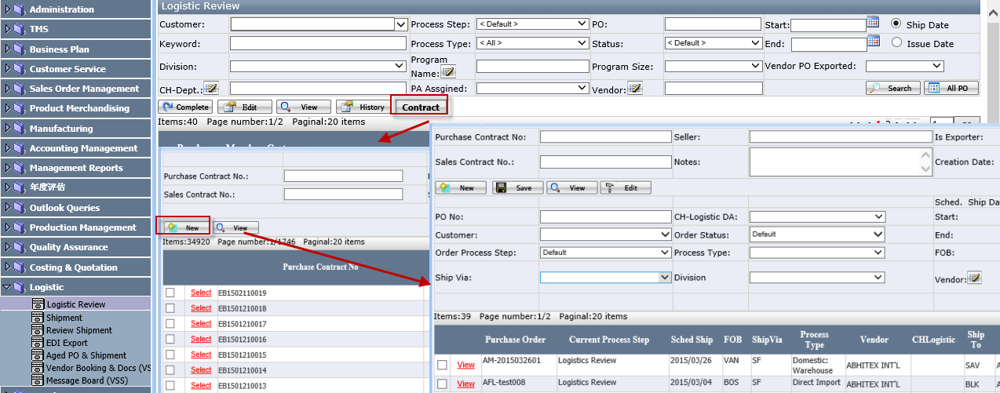 Administration
TMS
Business Plan
Customer Service
Sales Order Management
Product Merchandising
Manufacturing
Accounting Management
Management Reports
年度评估
Outlook Queries
Production Management
Quality Assurance
Costing & Quotation
Logistic
Logistic Review
Shipment
Review Shipment
EDI Export
Aged PO & Shipment
Vendor Booking & Docs (VS
Message Board (VSS)
Logistic Review
Customer: Process Step: < Default > PO: Start: Ship Date
Keyword: Process Type: < All > Status: < Default > End: Issue Date
Division: Program Name: Program Size: Vendor PO Exported:
CH-Dept.: PA Assgined: Vendor: Search All PO
Complete Edit View History Contract
Items:40 Page number:1/2 Paginal:20 items
Purchase Contract No.:
Sales Contract No.:
New View
Items:34920 Page number:1/1746 Paginal:20 items
Purchase Contract No
Select EB1502110019
Select EB1501210018
Select EB1501210017
Select EB1501210016
Select EB1501210015
Select EB1501210014
Select EB1501210013
Purchase Contract No: Seller: Is Exporter:
Sales Contract No.: Notes: Creation Date:
New Save View Edit
Sched. Ship Da
PO No: CH-Logistic DA: Start:
Customer: Order Status: Default End:
Order Process Step: Default Process Type: FOB:
Ship Via: Division Vendor:
Items:39 Page number:1/2 Paginal:20 items
Purchase Order Current Process Step Sched Ship FOB ShipVia Process Type Vendor CHLogistic Ship To
View AM-2015032601 Logistics Review 2015/03/26 VAN SF Domestic: Warehouse ABHITEX INT'L SAV
View AFL-test008 Logistics Review 2015/03/04 BOS SF Direct Import ABHITEX INT'L BLK